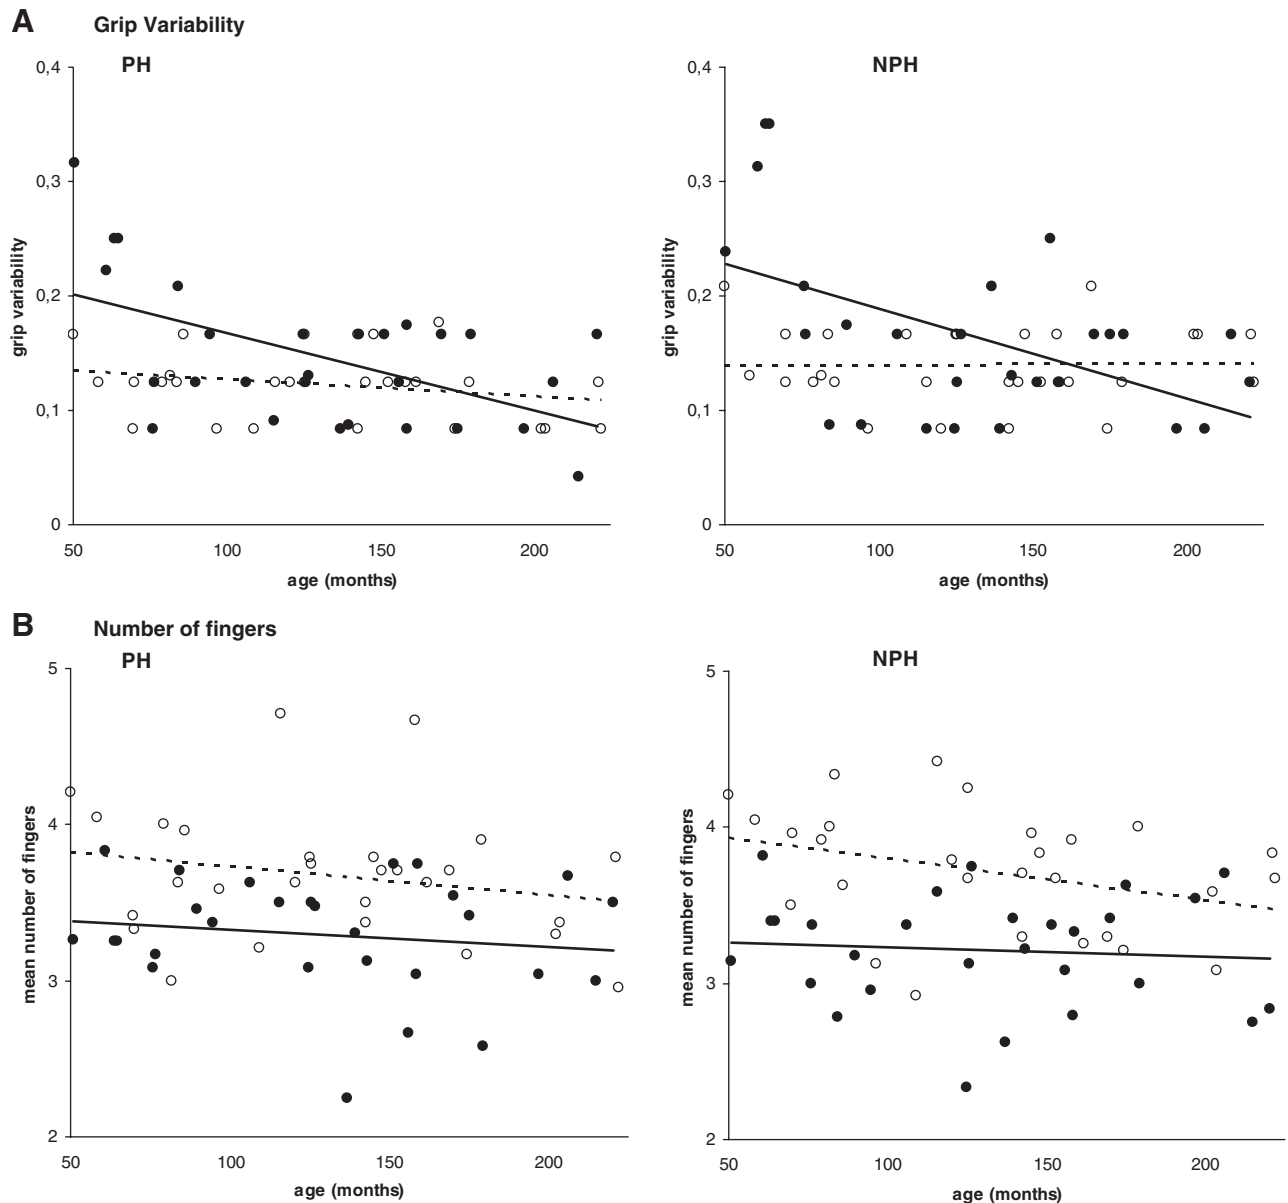 A Grip Variability
PH
0,4
0,3
0,2
0,1
0
grip variability
50 100 150 200
age (months)
NPH
0,4
0,3
0,2
0,1
0
grip variability
50 100 150 200
age (months)
B Number of fingers
PH
5
4
3
2
mean number of fingers
50 100 150 200
age (months)
NPH
5
4
3
2
mean number of fingers
50 100 150 200
age (months)